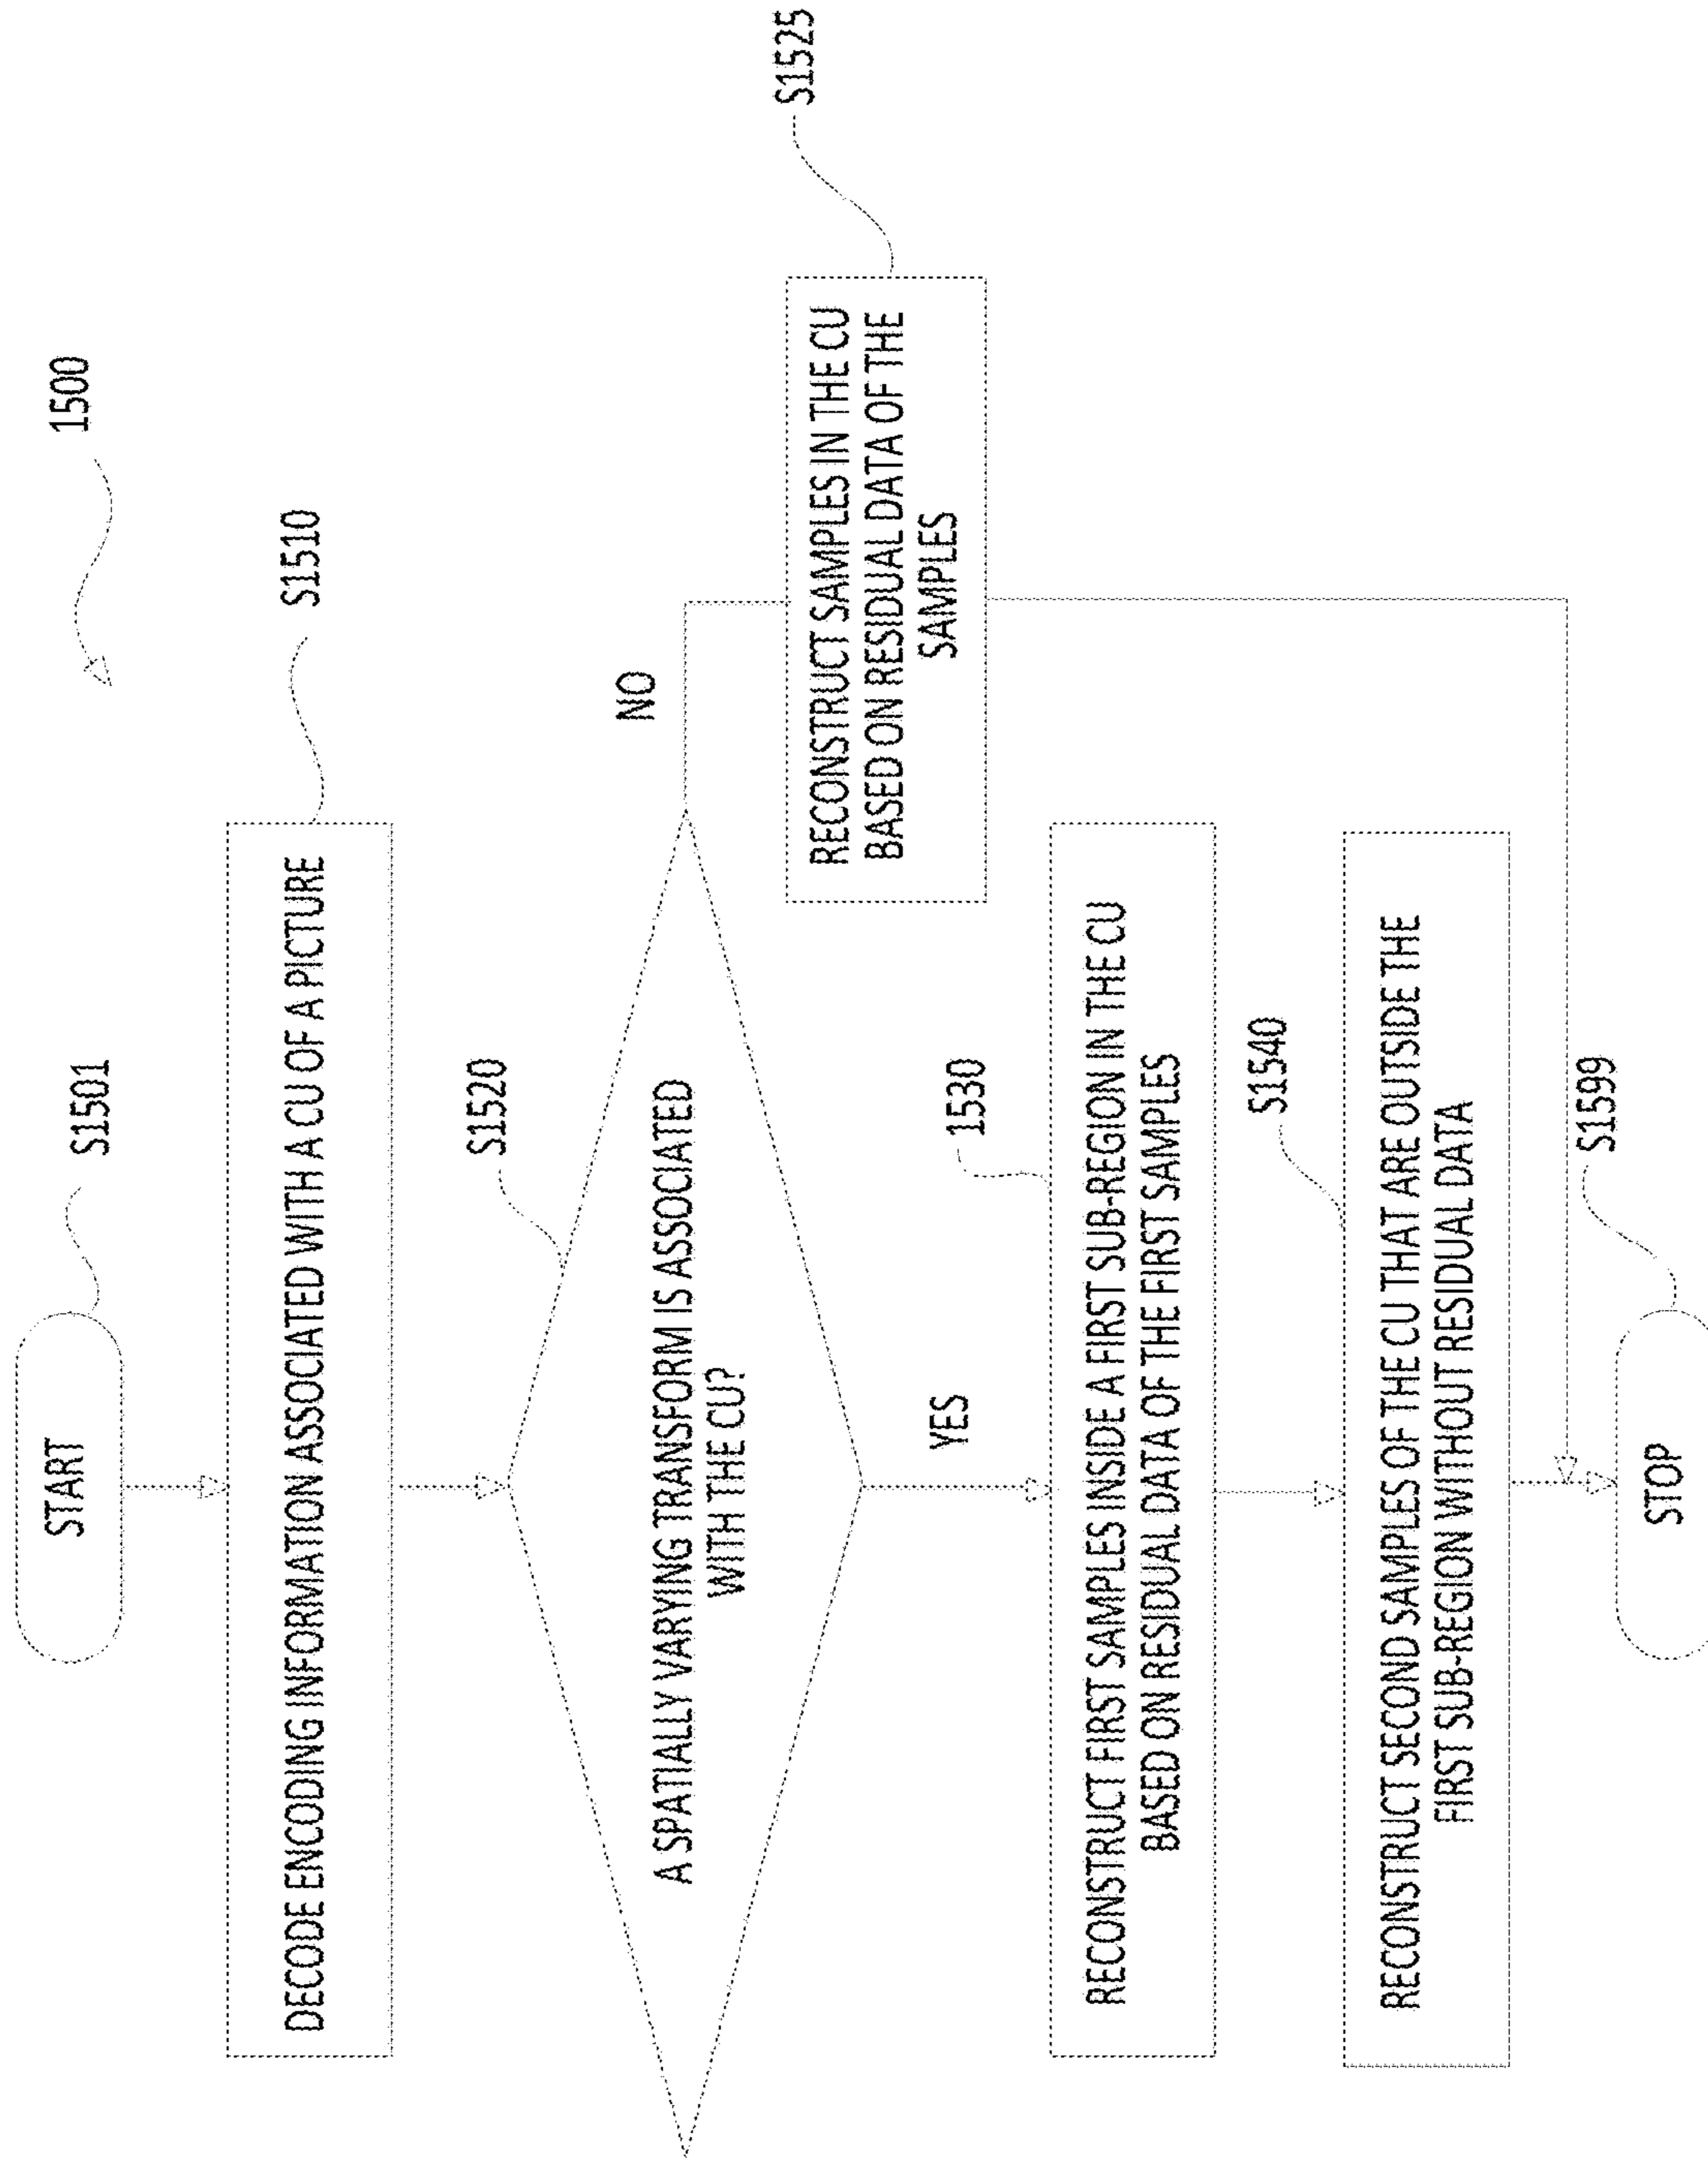 1500
START
S1501
DECODE ENCODING INFORMATION ASSOCIATED WITH A CU OF A PICTURE
S1510
A SPATIALLY VARYING TRANSFORM IS ASSOCIATED
WITH THE CU?
S1520
NO
RECONSTRUCT SAMPLES IN THE CU
BASED ON RESIDUAL DATA OF THE
SAMPLES
S1525
YES
1530
RECONSTRUCT FIRST SAMPLES INSIDE A FIRST SUB-REGION IN THE CU
BASED ON RESIDUAL DATA OF THE FIRST SAMPLES
S1540
RECONSTRUCT SECOND SAMPLES OF THE CU THAT ARE OUTSIDE THE
FIRST SUB-REGION WITHOUT RESIDUAL DATA
S1599
STOP